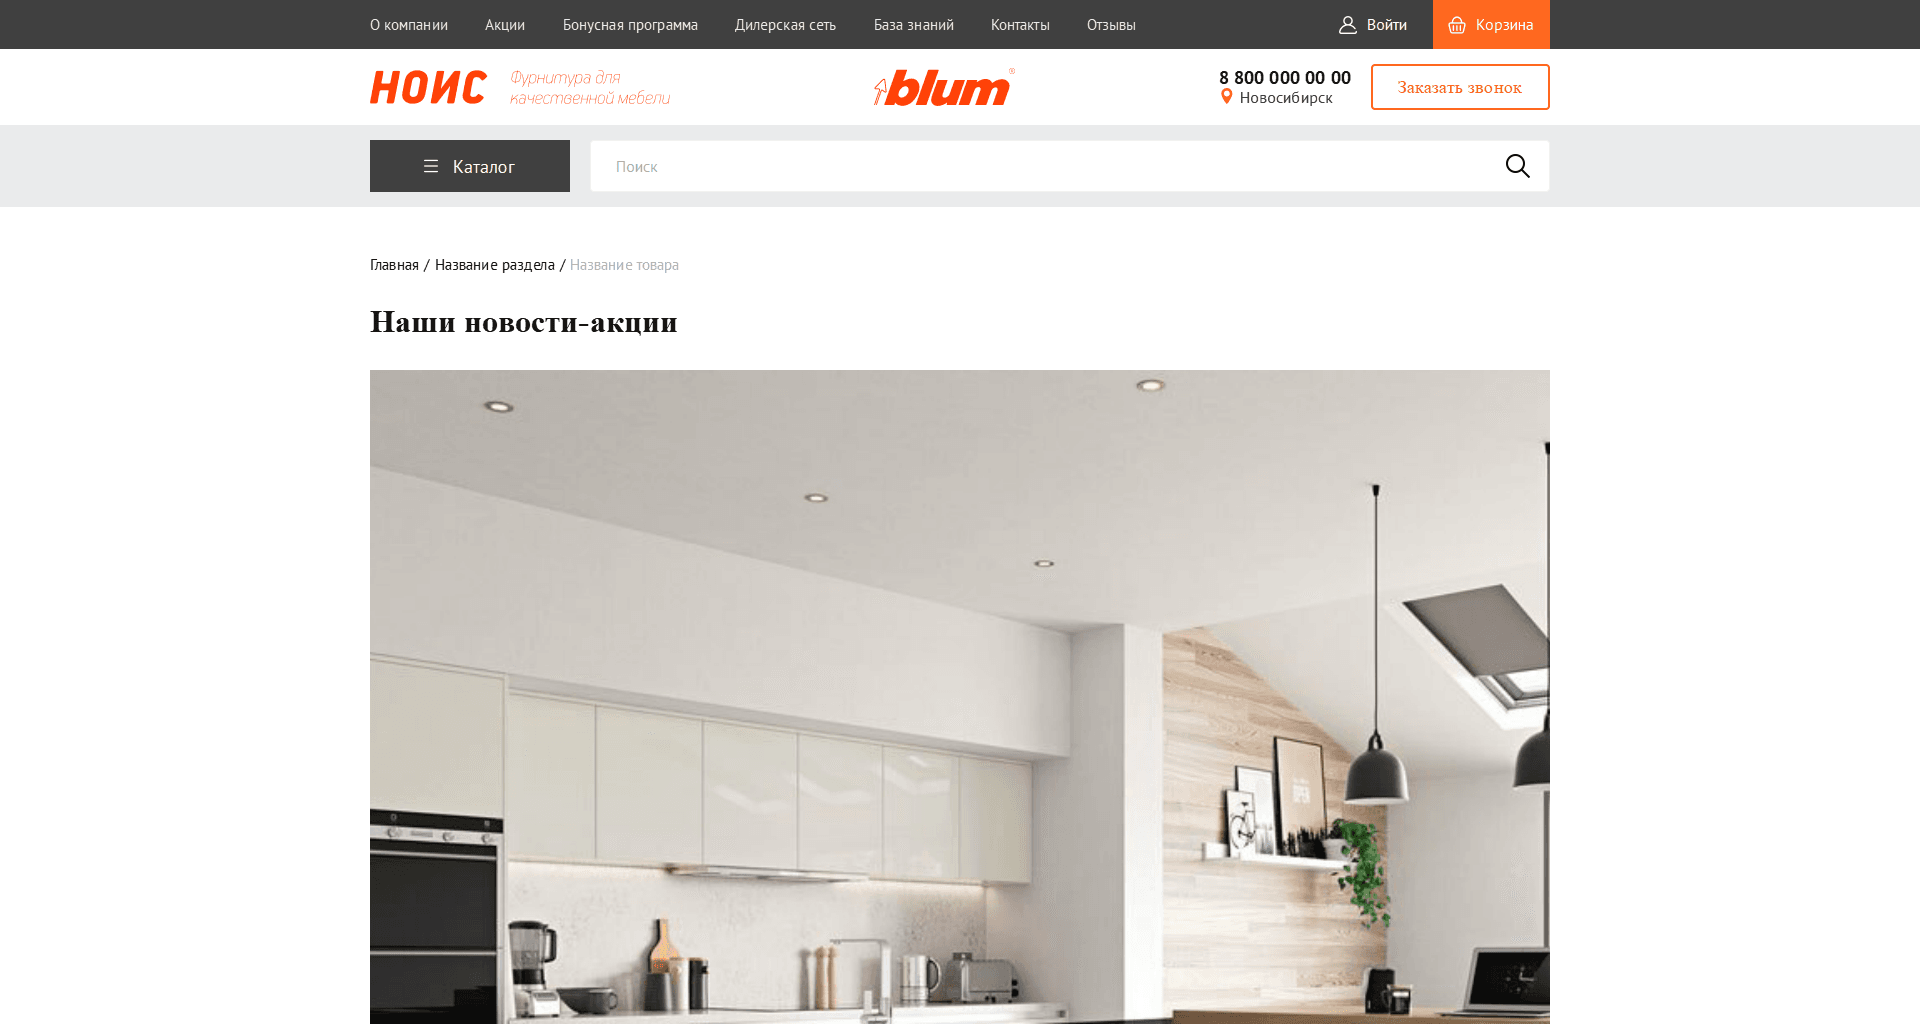 О компании Акции Бонусная программа Дилерская сеть База знаний Контакты Отзывы Войти Корзина
НОИС Фурнитура для качественной мебели
blum®
8 800 000 00 00
Новосибирск
Заказать звонок
Каталог
Поиск
Главная / Название раздела / Название товара
Наши новости-акции
OPEN